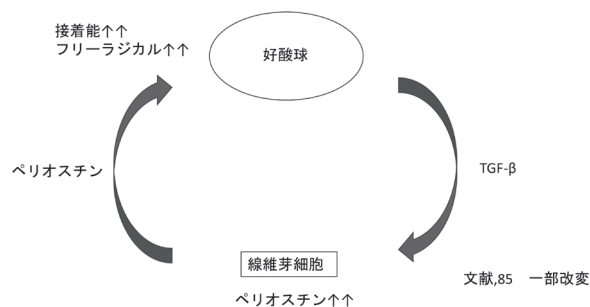 接着能↑↑
フリーラジカル↑↑
好酸球
ペリオスチン
TGF-β
線維芽細胞
ペリオスチン↑↑
文献,85　一部改変